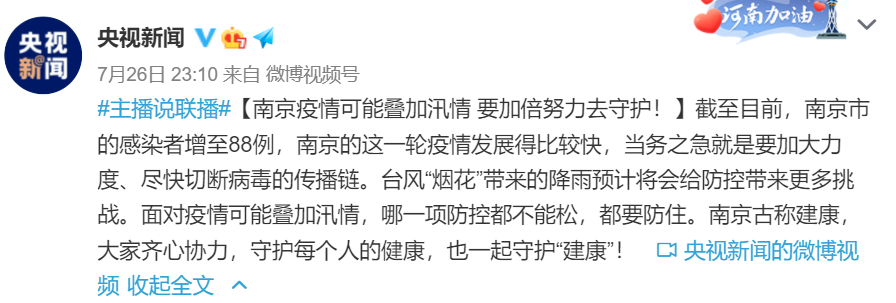 河南加油
央视新闻
央视
新闻
7月26日 23:10 来自 微博视频号
#主播说联播#【南京疫情可能叠加汛情 要加倍努力去守护！】截至目前，南京市
的感染者增至88例，南京的这一轮疫情发展得比较快，当务之急就是要加大力
度、尽快切断病毒的传播链。台风“烟花”带来的降雨预计将会给防控带来更多挑
战。面对疫情可能叠加汛情，哪一项防控都不能松，都要防住。南京古称建康，
大家齐心协力，守护每个人的健康，也一起守护“建康”！ 央视新闻的微博视
频 收起全文